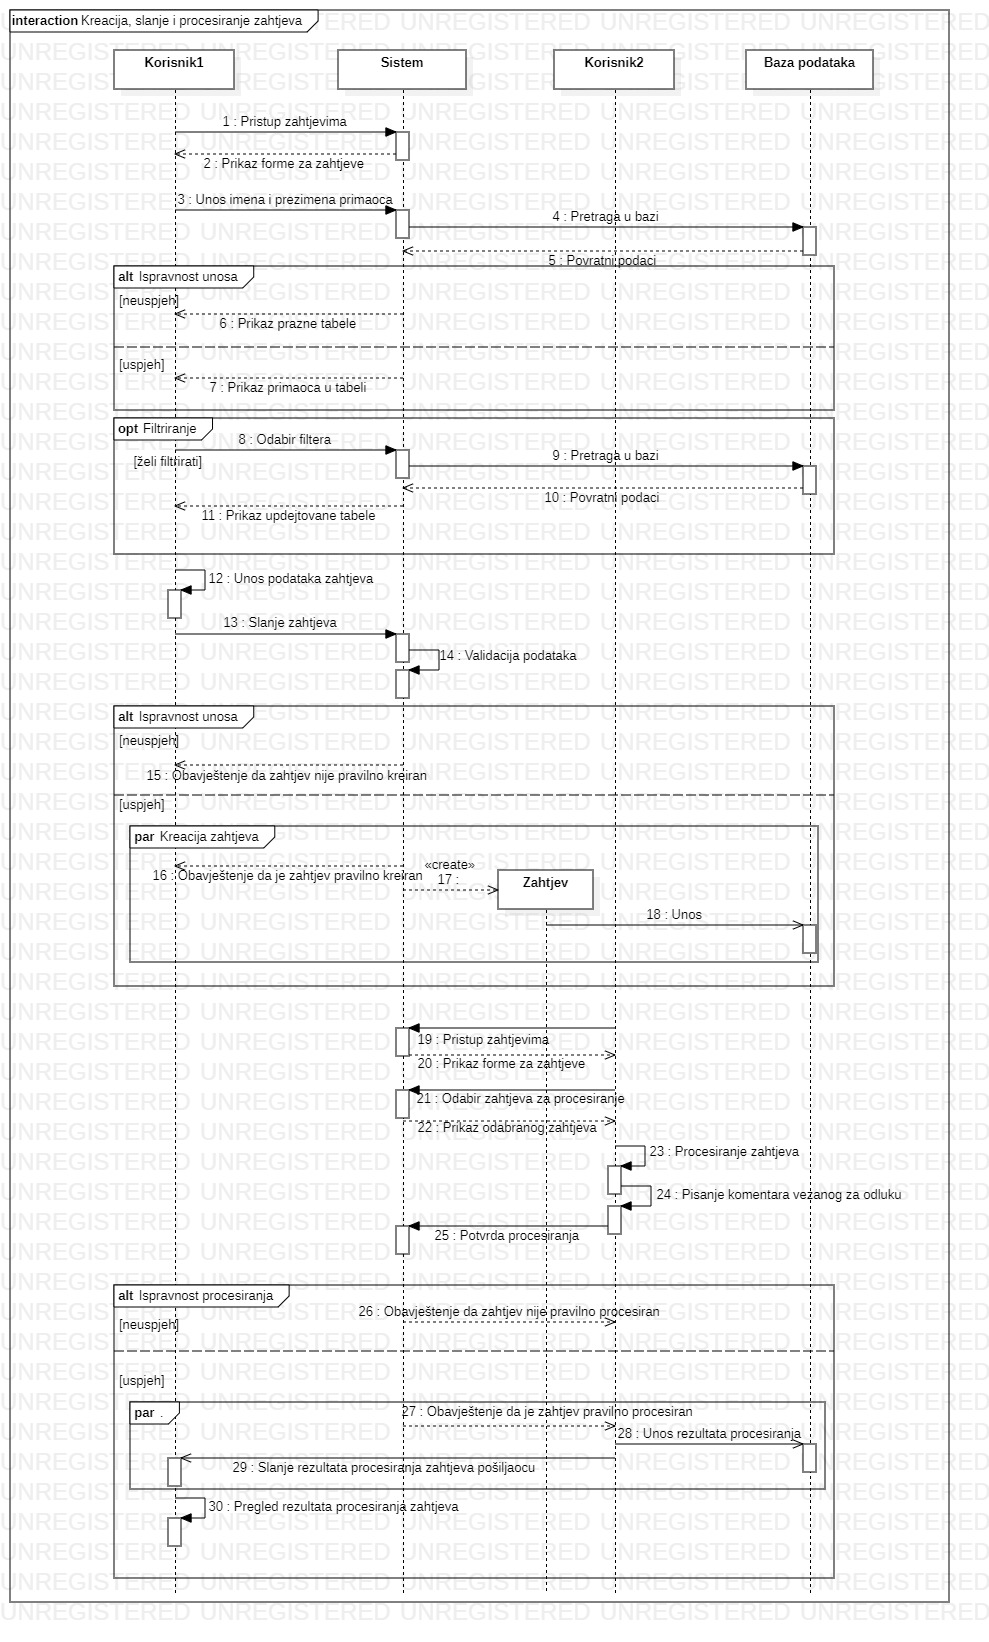 interaction Kreacija, slanje i procesiranje zahtjeva
Korisnik1
Sistem
Korisnik2
Baza podataka
1 : Pristup zahtjevima
2 : Prikaz forme za zahtjeve
3 : Unos imena i prezimena primaoca
4 : Pretraga u bazi
5 : Povratni podaci
alt Ispravnost unosa
[neuspjeh]
6 : Prikaz prazne tabele
[uspjeh]
7 : Prikaz primaoca u tabeli
opt Filtriranje
8 : Odabir filtera
[želi filtrirati]
9 : Pretraga u bazi
10 : Povratni podaci
11 : Prikaz updejtovane tabele
12 : Unos podataka zahtjeva
13 : Slanje zahtjeva
14 : Validacija podataka
alt Ispravnost unosa
[neuspjeh]
15 : Obavještenje da zahtjev nije pravilno kreiran
[uspjeh]
par Kreacija zahtjeva
16 : Obavještenje da je zahtjev pravilno kreiran
«create»
17 :
Zahtjev
18 : Unos
19 : Pristup zahtjevima
20 : Prikaz forme za zahtjeve
21 : Odabir zahtjeva za procesiranje
22 : Prikaz odabranog zahtjeva
23 : Procesiranje zahtjeva
24 : Pisanje komentara vezanog za odluku
25 : Potvrda procesiranja
alt Ispravnost procesiranja
26 : Obavještenje da zahtjev nije pravilno procesiran
[neuspjeh]
[uspjeh]
par .
27 : Obavještenje da je zahtjev pravilno procesiran
28 : Unos rezultata procesiranja
29 : Slanje rezultata procesiranja zahtjeva pošiljaocu
30 : Pregled rezultata procesiranja zahtjeva
UNREGISTERED